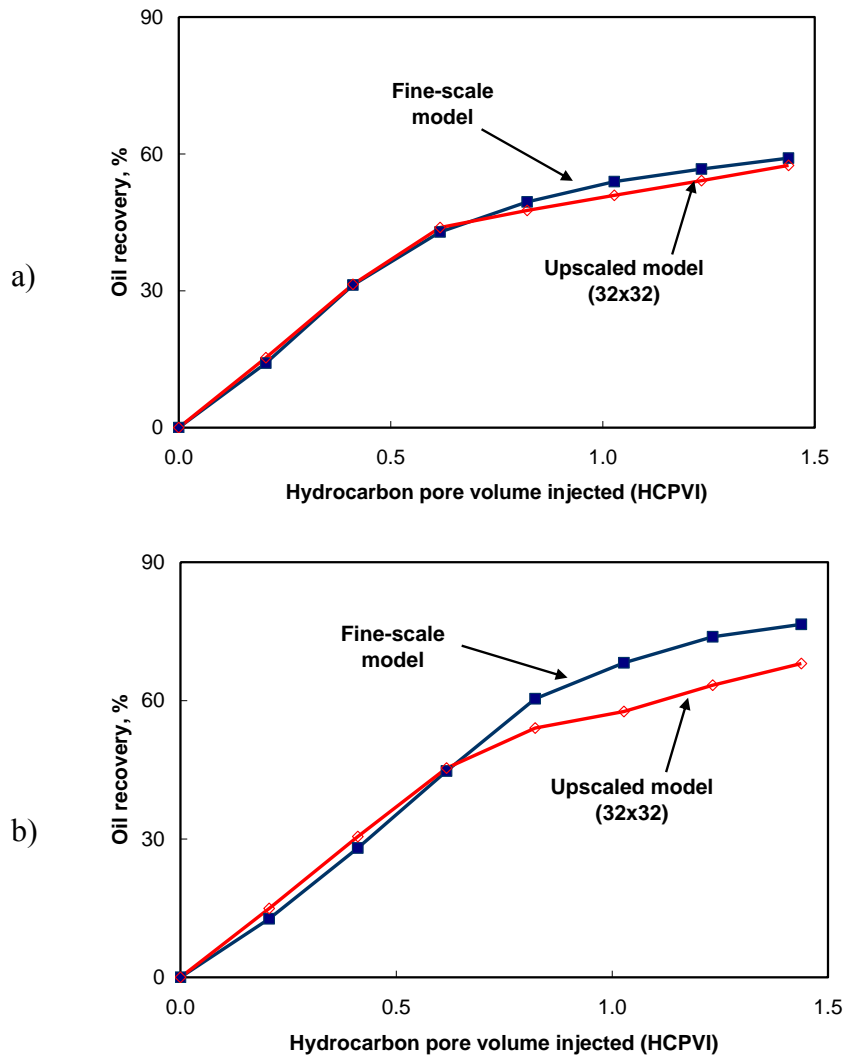 a)
90
60
30
0
Oil recovery, %
Fine-scale
model
Upscaled model
(32x32)
0.0
0.5
1.0
1.5
Hydrocarbon pore volume injected (HCPVI)
b)
90
60
30
0
Oil recovery, %
Fine-scale
model
Upscaled model
(32x32)
0.0
0.5
1.0
1.5
Hydrocarbon pore volume injected (HCPVI)